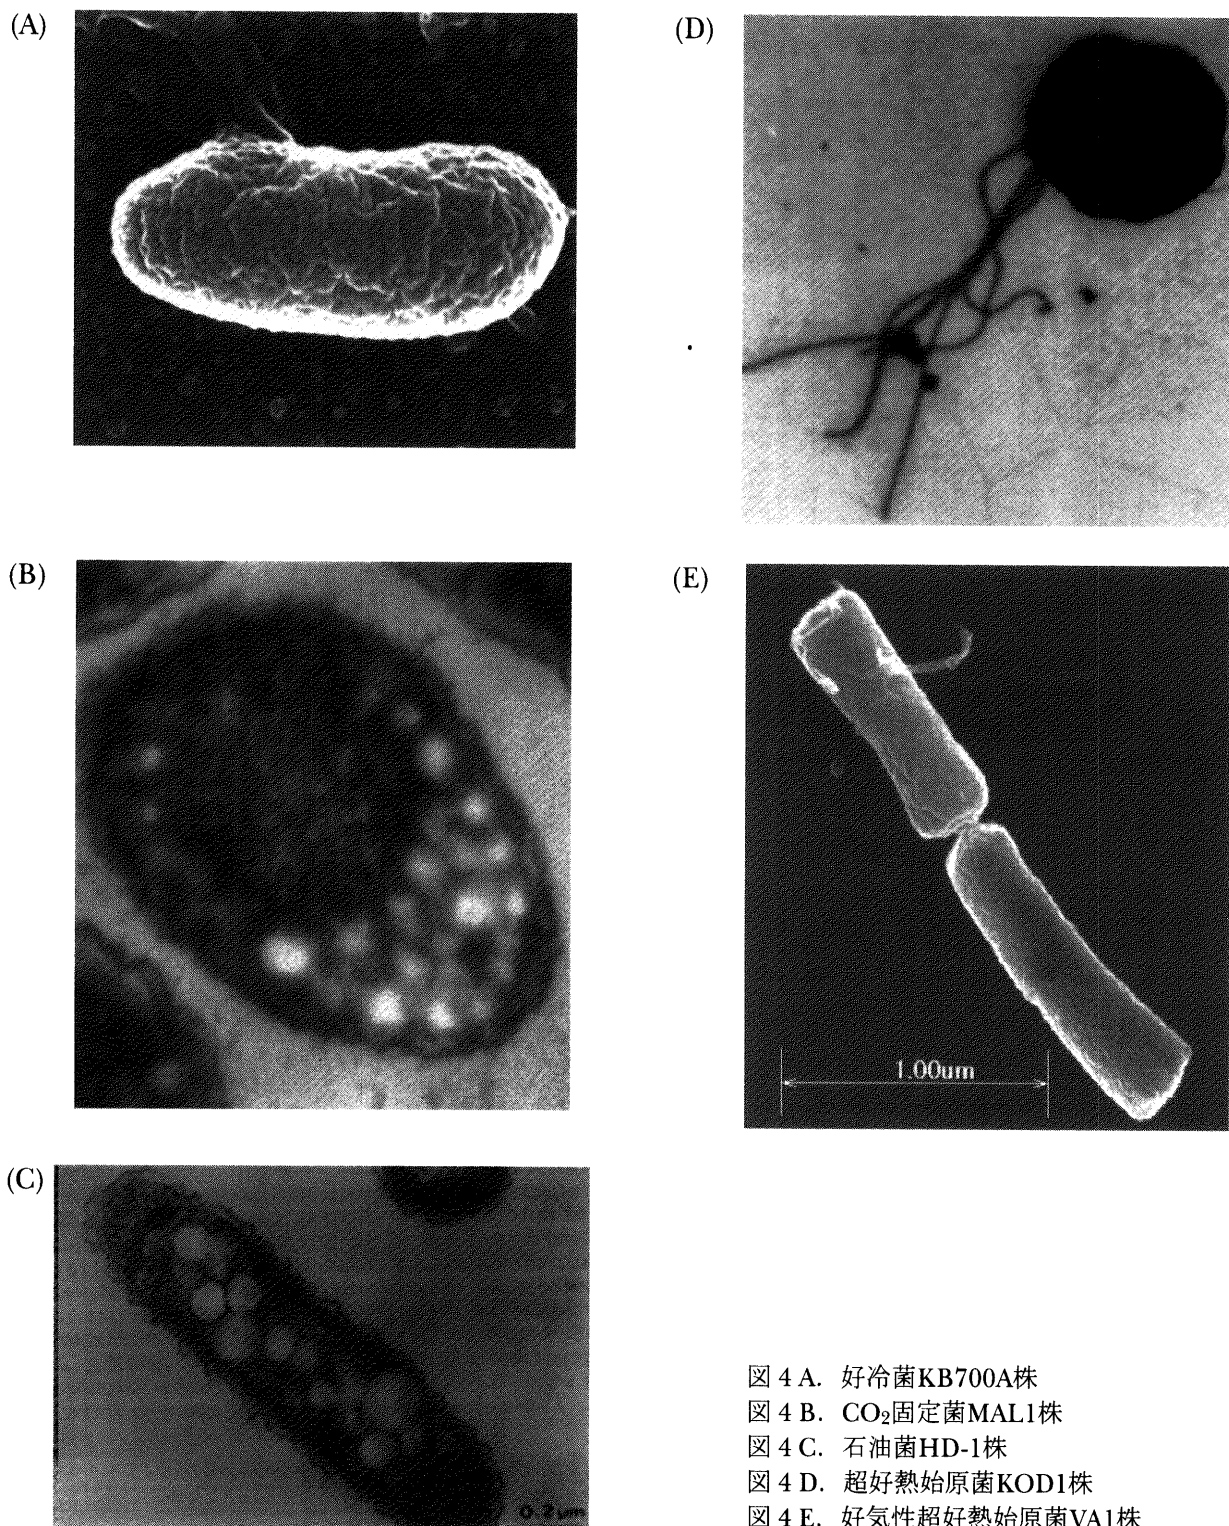 (A)
(D)
(B)
(E)
1.00um
(C)
0.2μm
図 4 A. 好冷菌KB700A株
図 4 B. CO₂固定菌MAL1株
図 4 C. 石油菌HD-1株
図 4 D. 超好熱始原菌KOD1株
図 4 E. 好気性超好熱始原菌VA1株